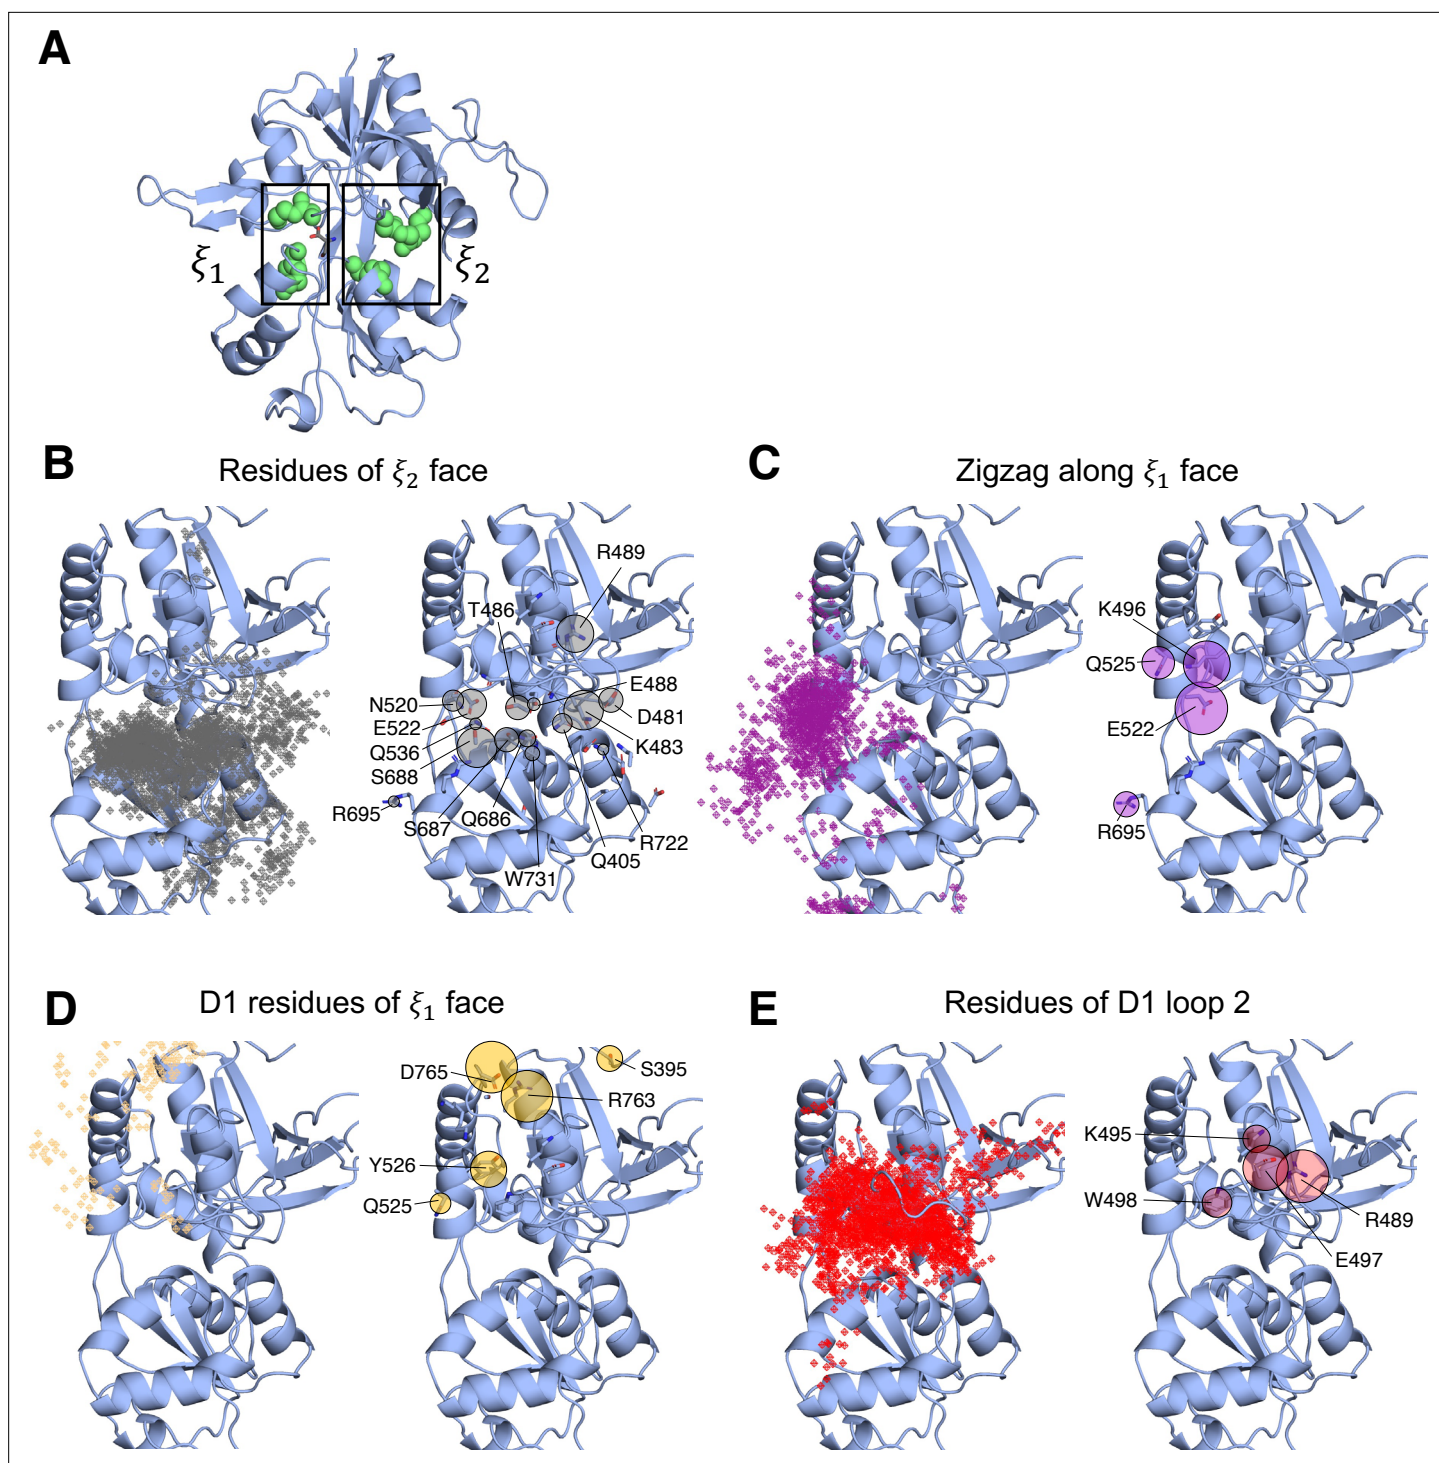 A
ξ1
ξ2
B
Residues of ξ2 face
R489
T486
E488
N520
D481
E522
K483
Q536
S688
R695
S687
Q686
R722
Q405
W731
C
Zigzag along ξ1 face
K496
Q525
E522
R695
D
D1 residues of ξ1 face
S395
D765
R763
Y526
Q525
E
Residues of D1 loop 2
K495
W498
R489
E497